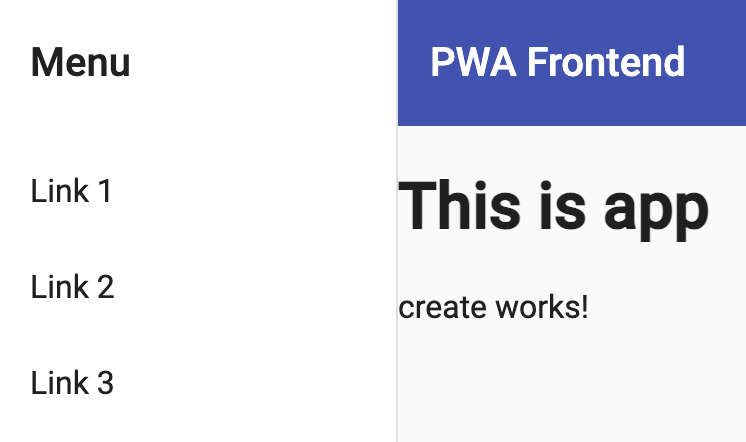 Menu
Link 1
Link 2
Link 3
PWA Frontend
This is app
create works!